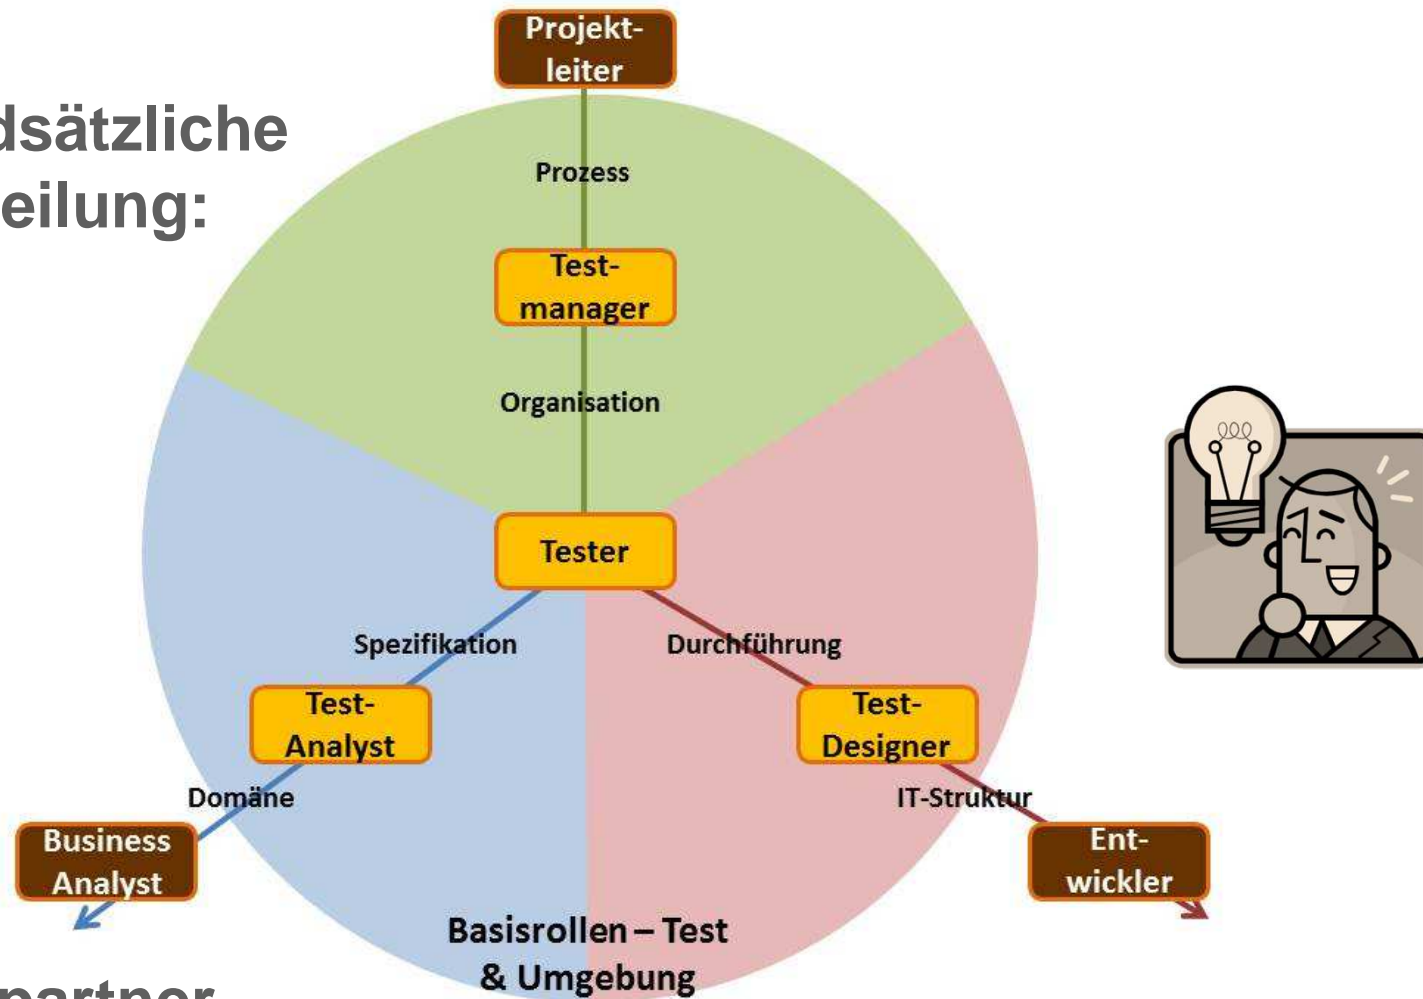 Projekt-
leiter
dsätzliche
eilung:
Prozess
Test-
manager
Organisation
Tester
Spezifikation
Durchführung
Test-
Analyst
Test-
Designer
Domäne
IT-Struktur
Business
Analyst
Ent-
wickler
Basisrollen – Test
& Umgebung
partner